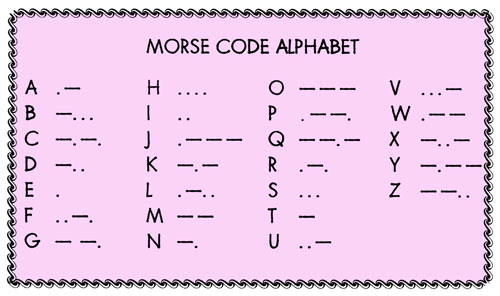 MORSE CODE ALPHABET
A .— H .... O ——— V ...—
B —... I .. P .——. W .——
C —.—. J .——— Q ——.— X —..—
D —.. K —.— R .—. Y —.——
E . L .—.. S ... Z ——..
F ..—. M —— T —
G ——. N —. U ..—